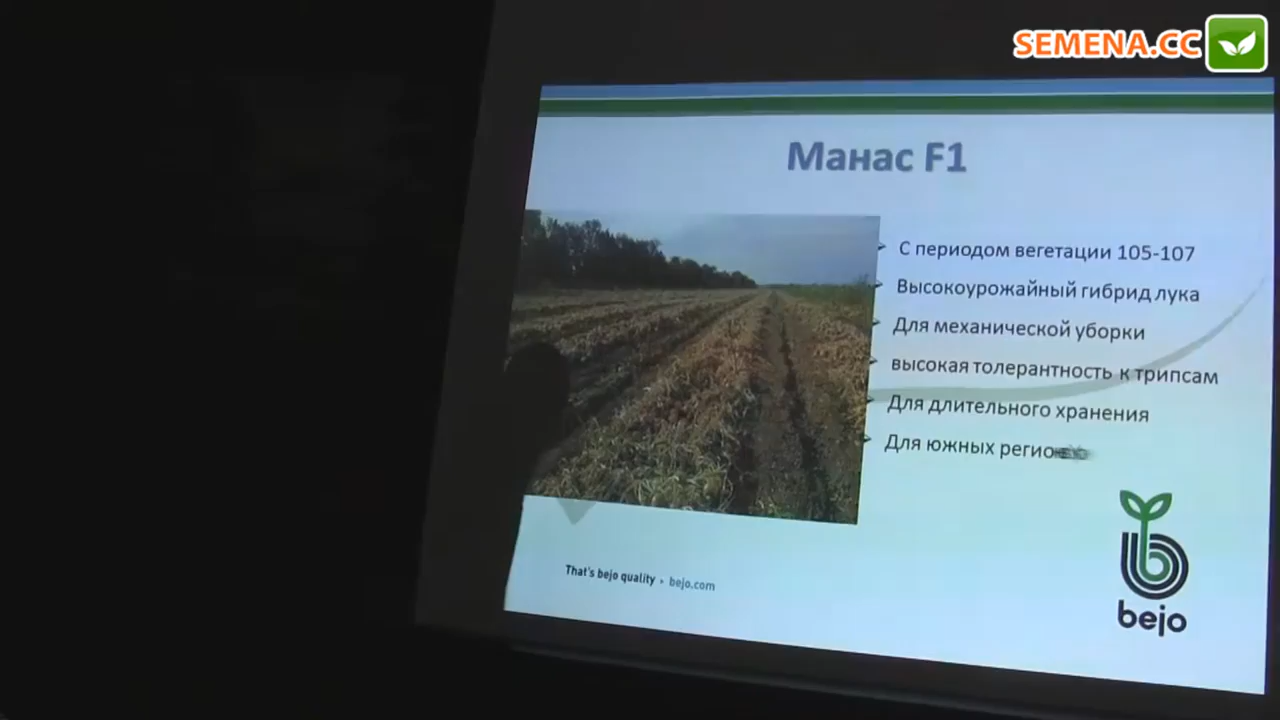 SEMENA.CC
Манас F1
С периодом вегетации 105-107
Высокоурожайный гибрид лука
Для механической уборки
высокая толерантность к трипсам
Для длительного хранения
Для южных
That's bejo quality › bejo.com
bejo